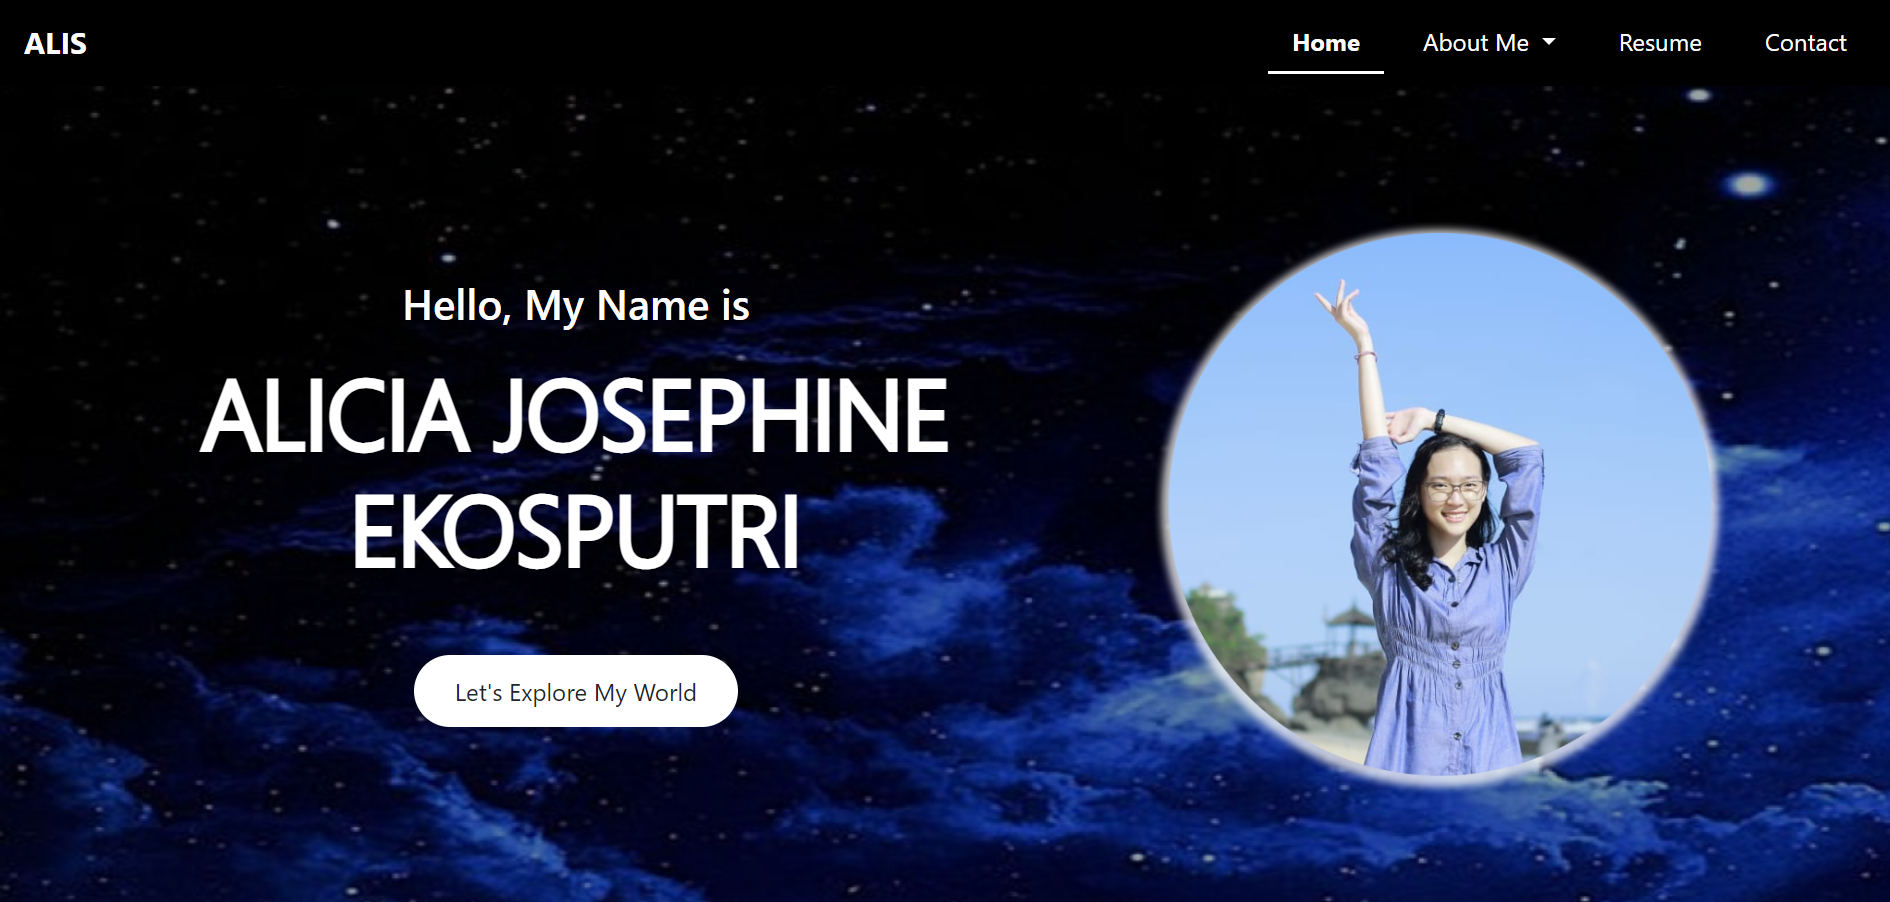 ALIS
Home About Me Resume Contact
Hello, My Name is
ALICIA JOSEPHINE
EKOSPUTRI
Let's Explore My World